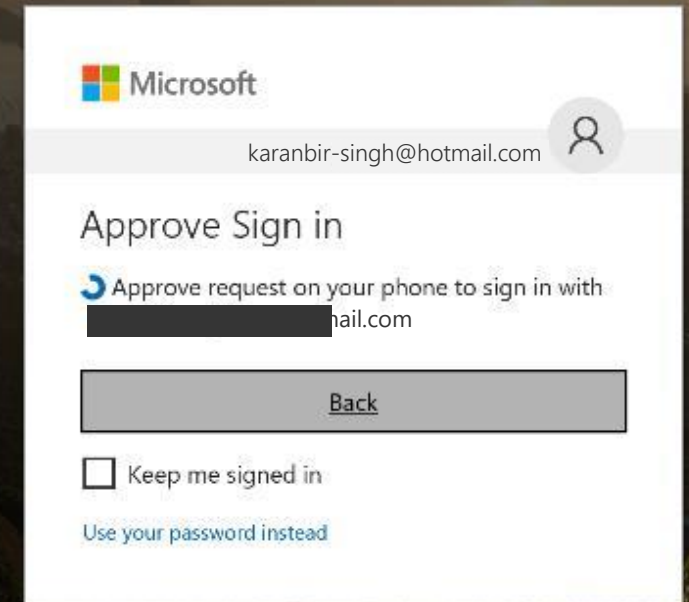 Microsoft
karanbir-singh@hotmail.com
Approve Sign in
Approve request on your phone to sign in with
mail.com
Back
Keep me signed in
Use your password instead